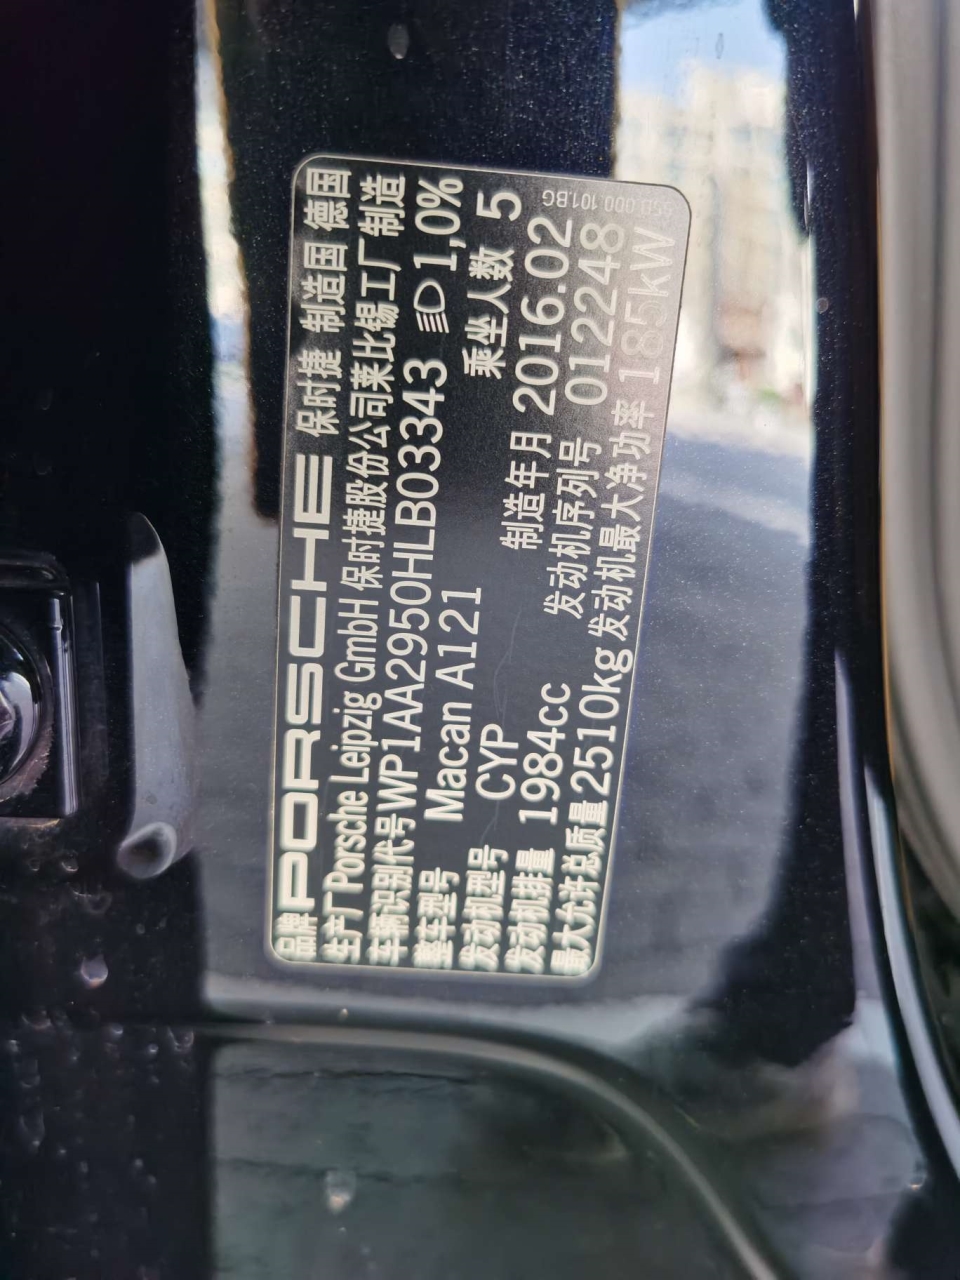 品牌 PORSCHE 保时捷 制造国 德国
生产厂 Porsche Leipzig GmbH 保时捷股份公司莱比锡工厂 制造
车辆识别代号 WP1AA2950HLB03343 1,0%
整车型号 Macan A121 乘坐人数 5
发动机型号 CYP 制造年月 2016.02
发动机排量 1984cc 发动机序列号 012248
最大允许总质量 2510kg 发动机最大净功率 185kW
000.101.BG